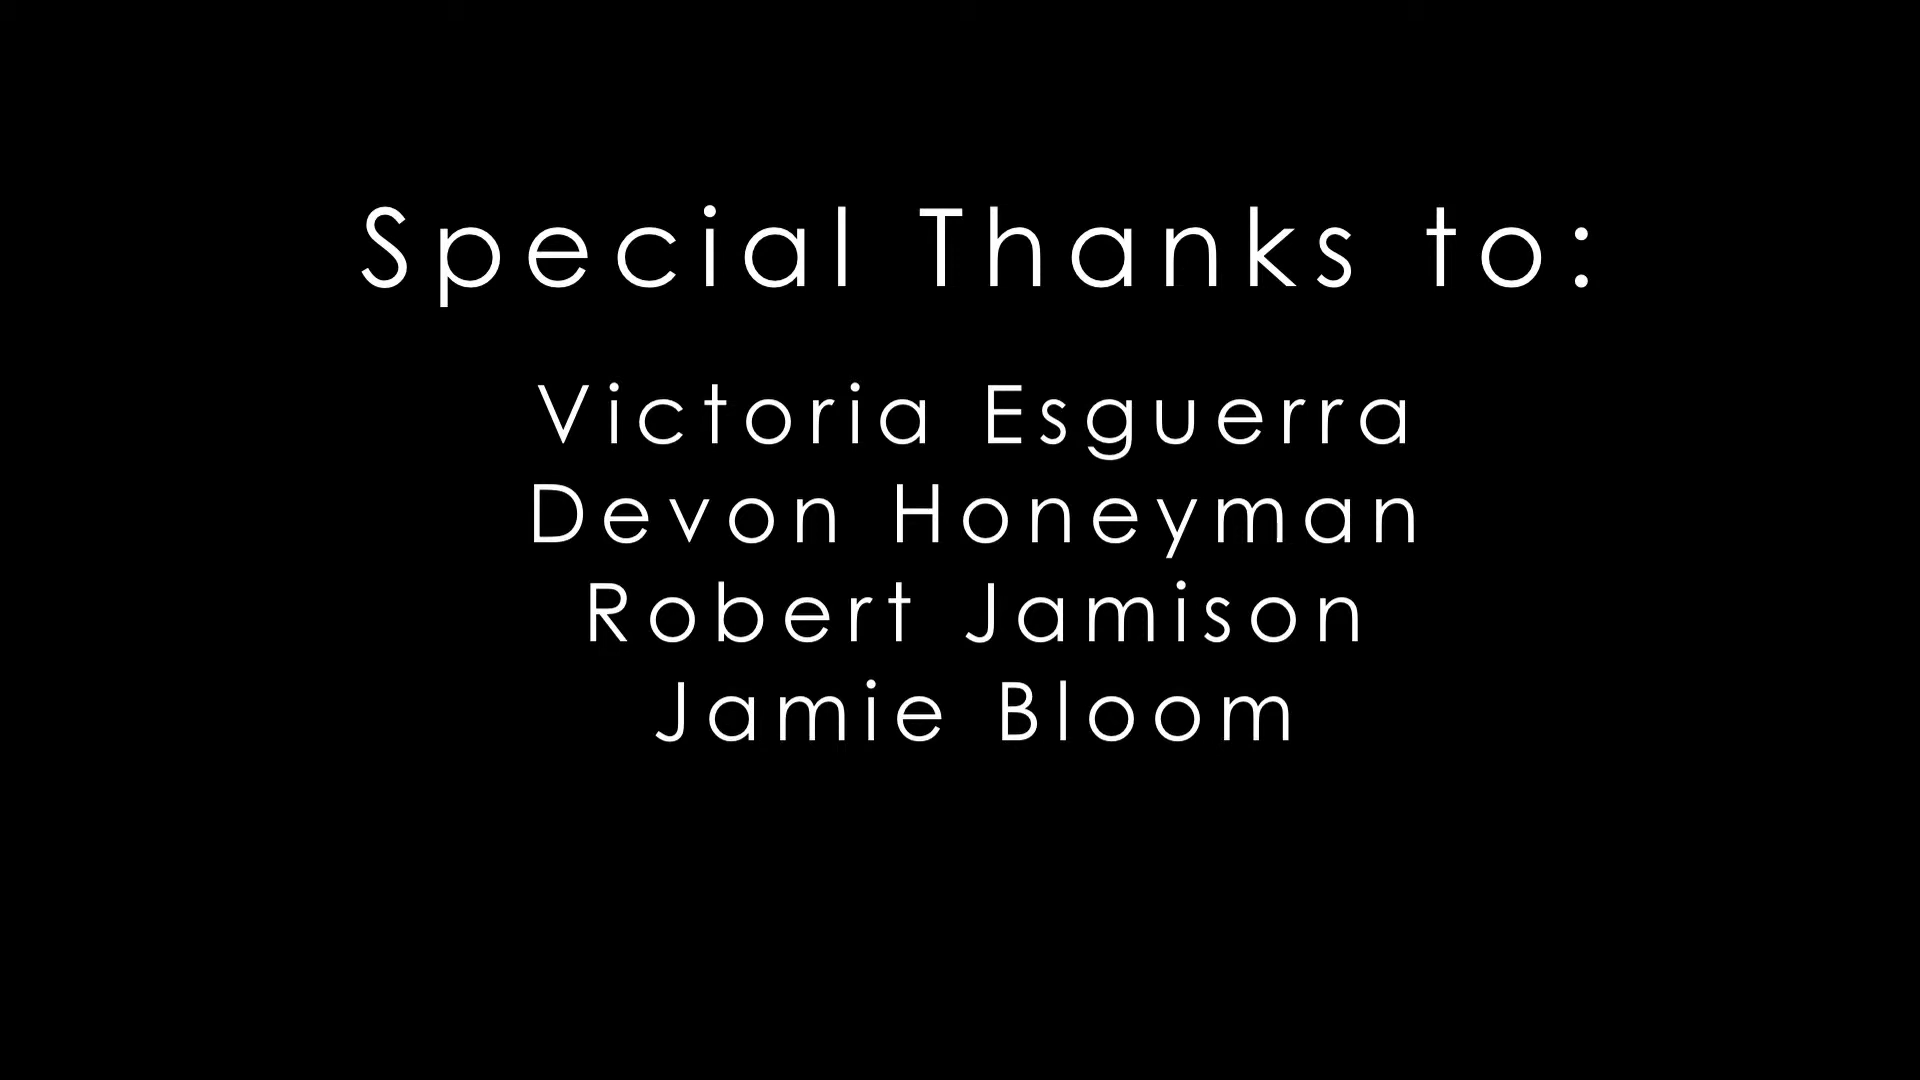 Special Thanks to:
Victoria Esguerra
Devon Honeyman
Robert Jamison
Jamie Bloom